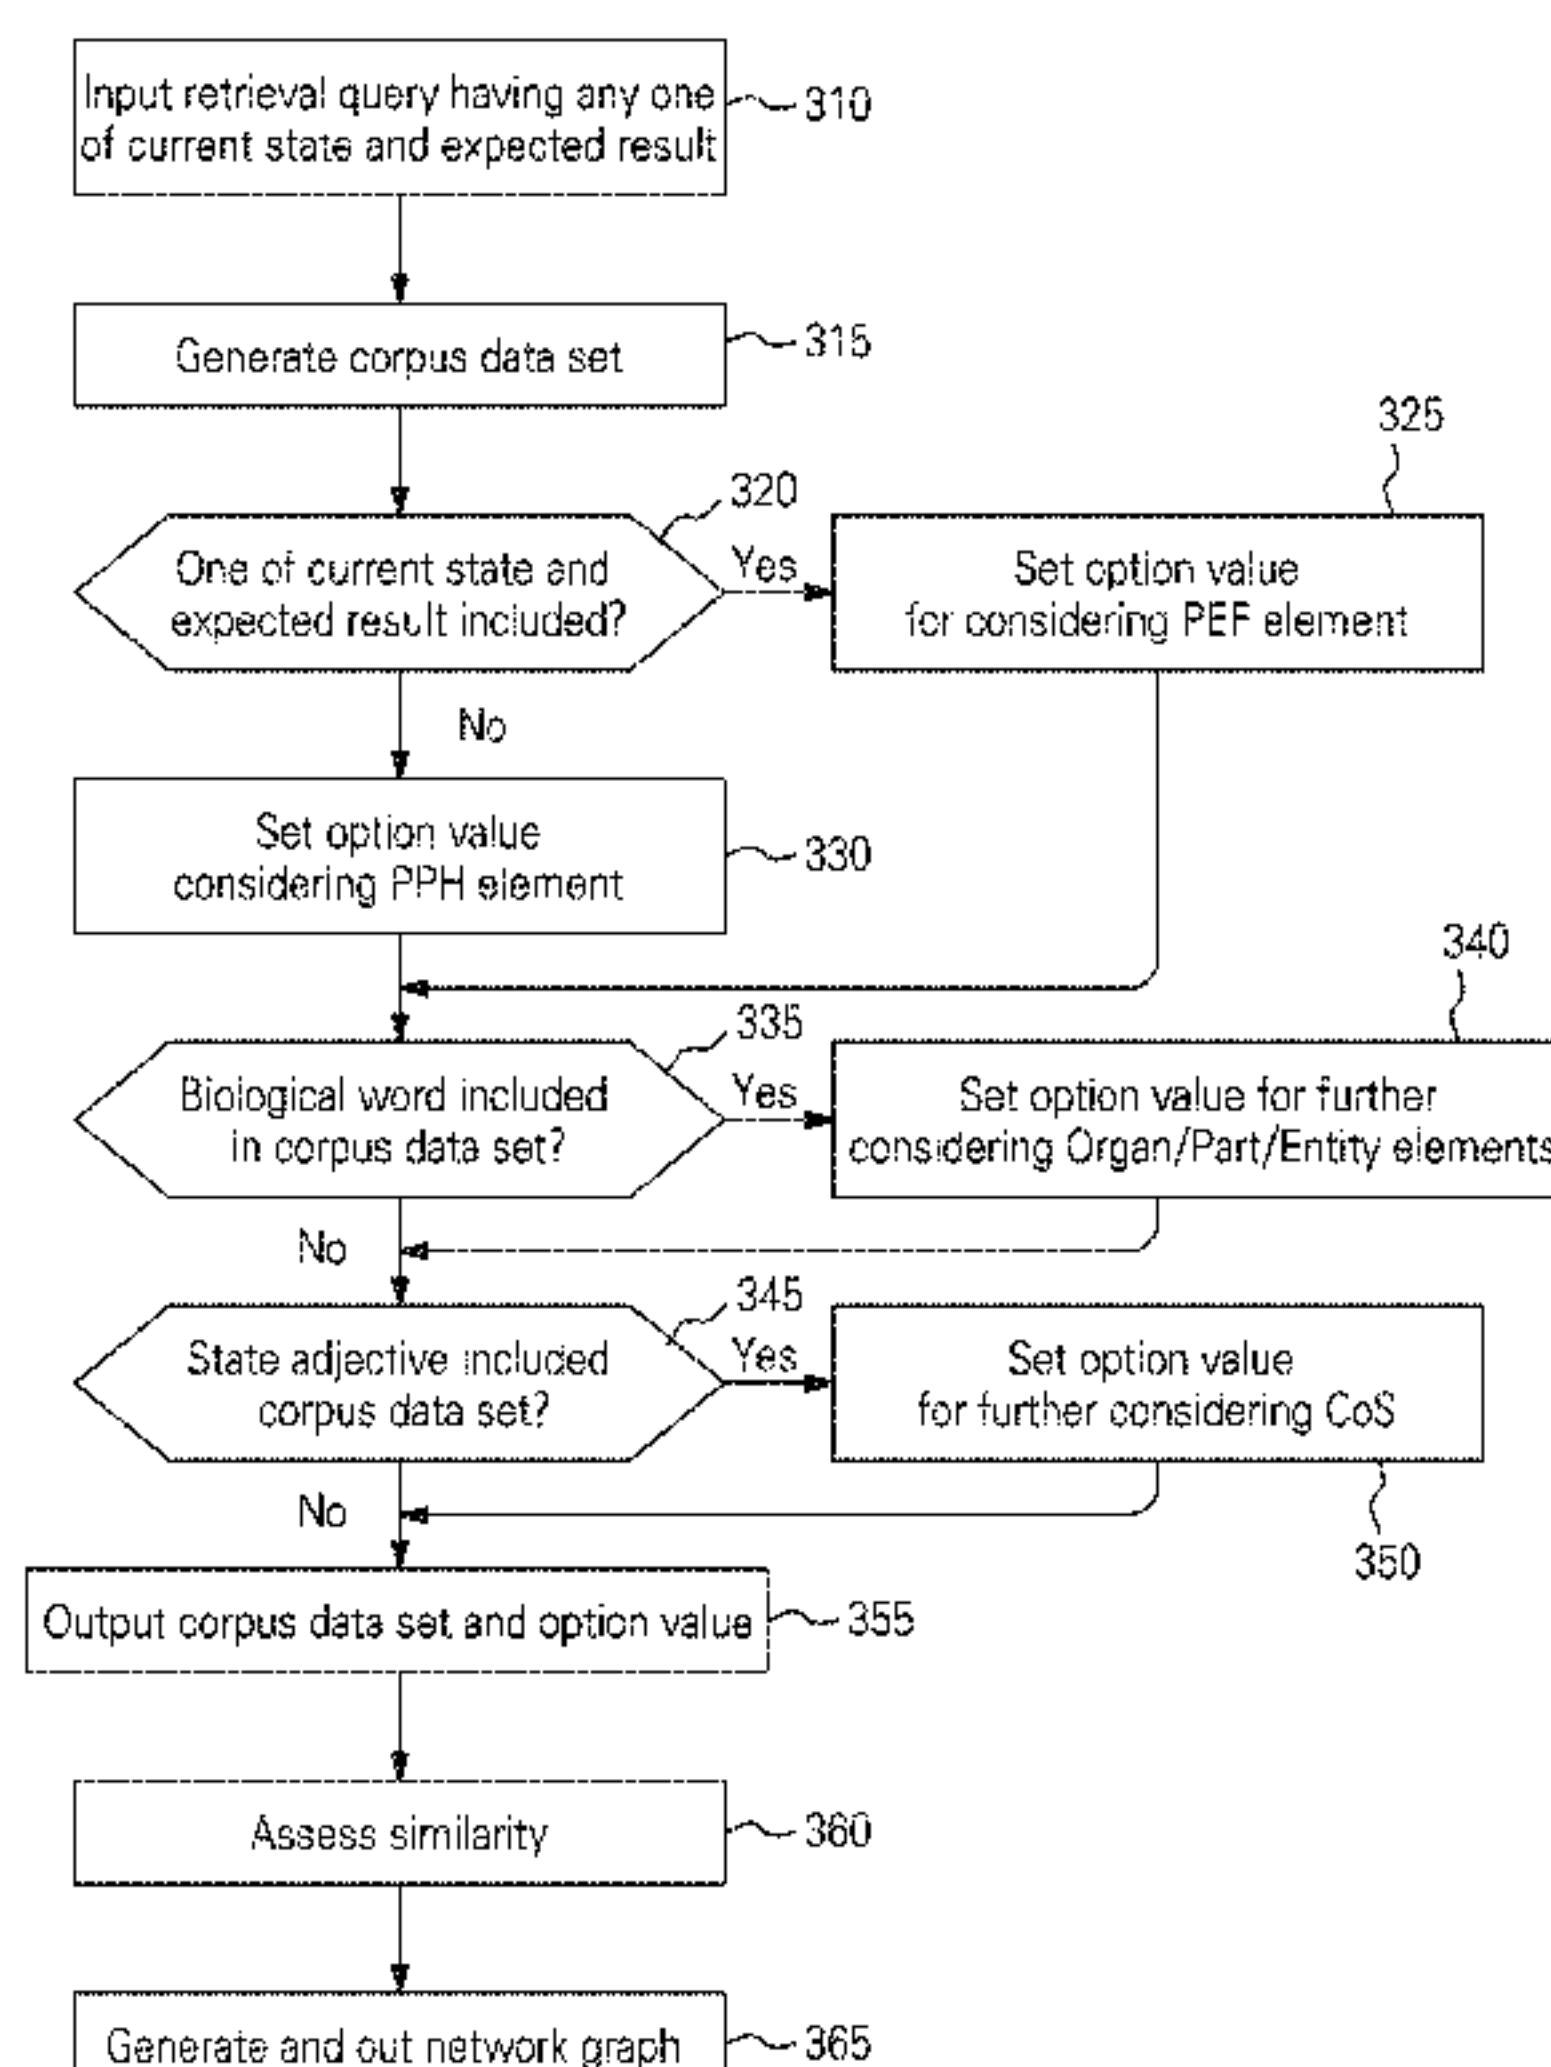 Input retrieval query having any one
of current state and expected result
310
Generate corpus data set
315
325
320
One of current state and
expected result included?
Yes
Set option value
for considering PEF element
No
Set option value
considering PPH element
330
340
335
Biological word included
in corpus data set?
Yes
Set option value for further
considering Organ/Part/Entity elements
No
345
State adjective included
corpus data set?
Yes
Set option value
for further considering CoS
No
350
Output corpus data set and option value
355
Assess similarity
360
Generate and out network graph
365